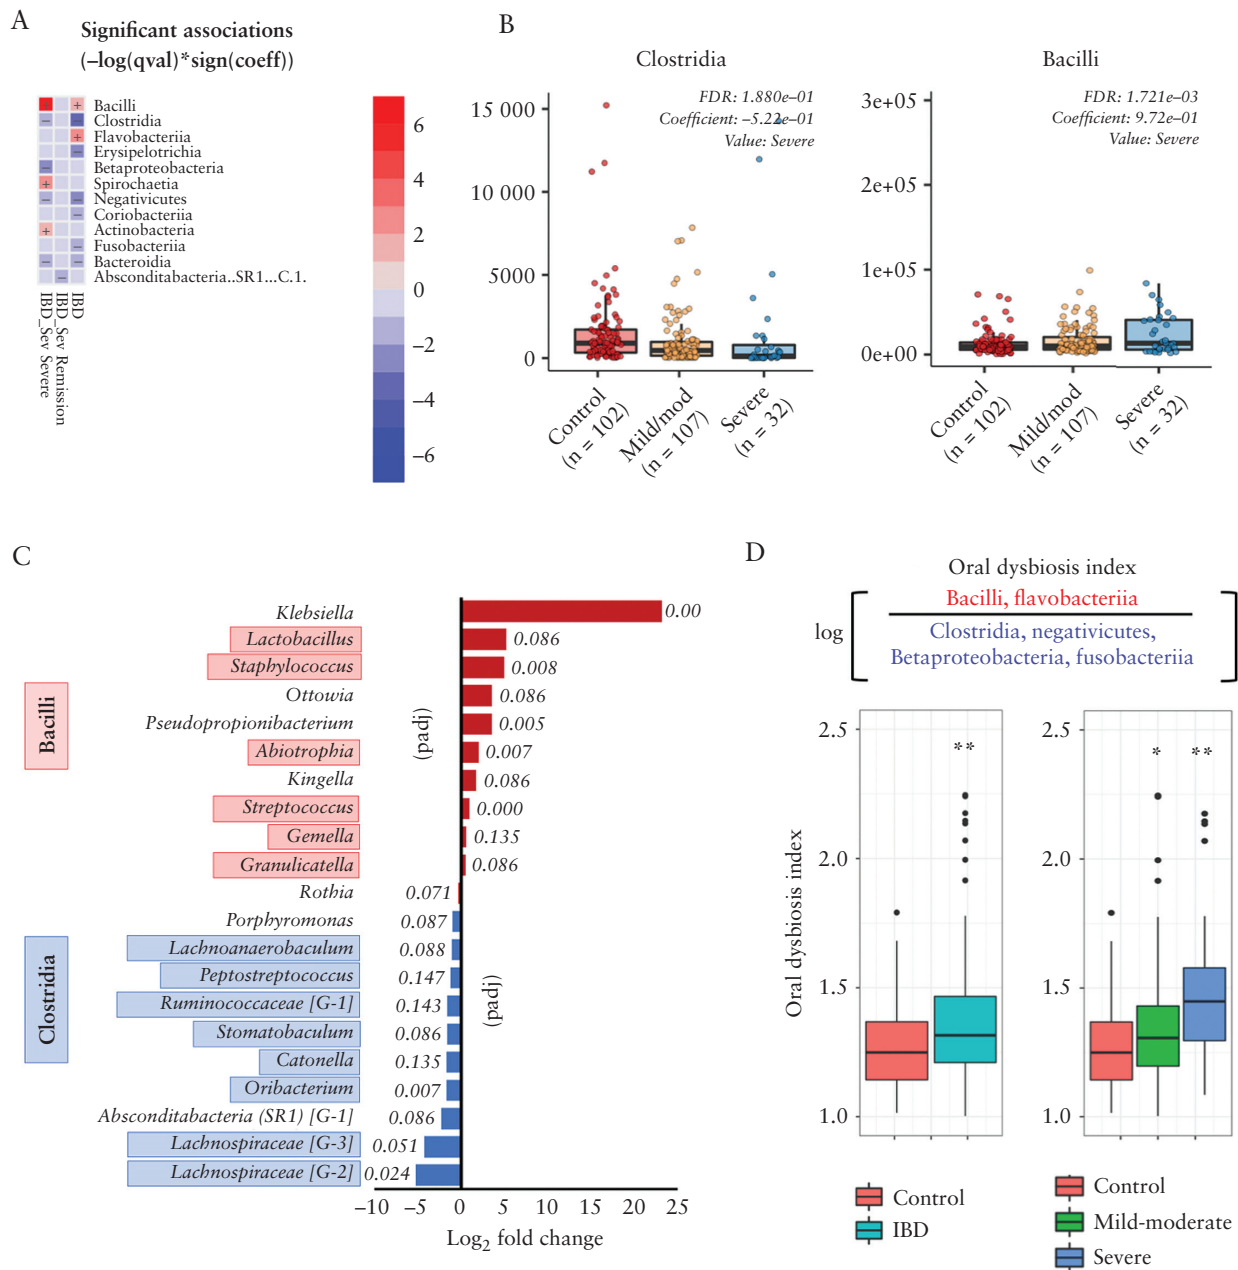 A
Significant associations
(−log(qval)*sign(coeff))
Bacilli
Clostridia
Flavobacteriia
Erysipelotrichia
Betaproteobacteria
Spirochaetia
Negativicutes
Coriobacteriia
Actinobacteria
Fusobacteriia
Bacteroidia
Absconditabacteria..SR1...C.1.
IBD_Sev Severe
IBD_Sev Remission
IBD
6
4
2
0
−2
−4
−6
B
Clostridia
FDR: 1.880e−01
Coefficient: −5.22e−01
Value: Severe
15 000
10 000
5000
0
Control
(n = 102)
Mild/mod
(n = 107)
Severe
(n = 32)
Bacilli
FDR: 1.721e−03
Coefficient: 9.72e−01
Value: Severe
3e+05
2e+05
1e+05
0e+00
Control
(n = 102)
Mild/mod
(n = 107)
Severe
(n = 32)
C
Bacilli
Clostridia
Klebsiella 0.00
Lactobacillus 0.086
Staphylococcus 0.008
Ottowia 0.086
Pseudopropionibacterium 0.005
Abiotrophia 0.007
Kingella 0.086
Streptococcus 0.000
Gemella 0.135
Granulicatella 0.086
Rothia 0.071
Porphyromonas 0.087
Lachnoanaerobaculum 0.088
Peptostreptococcus 0.147
Ruminococcaceae [G-1] 0.143
Stomatobaculum 0.086
Catonella 0.135
Oribacterium 0.007
Absconditabacteria (SR1) [G-1] 0.086
Lachnospiraceae [G-3] 0.051
Lachnospiraceae [G-2] 0.024
(padj)
(padj)
−10 −5 0 5 10 15 20 25
Log2 fold change
D
Oral dysbiosis index
log
Bacilli, flavobacteriia
Clostridia, negativicutes,
Betaproteobacteria, fusobacteriia
Oral dysbiosis index
2.5
2.0
1.5
1.0
**
Control
IBD
2.5
2.0
1.5
1.0
* **
Control
Mild-moderate
Severe